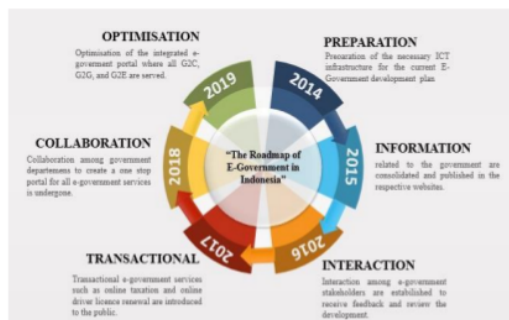 OPTIMISATION
Optimisation of the integrated e-
goverment portal where all G2C,
G2G, and G2E are served.
PREPARATION
Preparation of the necessary ICT
infrastructure for the current E-
Government development plan
2019
2014
COLLABORATION
Collaboration among government
departemens to create a one stop
portal for all e-government services
is undergone.
2018
"The Roadmap of
E-Government in
Indonesia"
2015
INFORMATION
related to the government are
consolidated and published in the
respective websites.
2017
2016
TRANSACTIONAL
Transactional e-government services
such as online taxation and online
driver licence renewal are introduced
to the public.
INTERACTION
Interaction among e-government
stakeholders are estabilished to
receive feedback and review the
development.